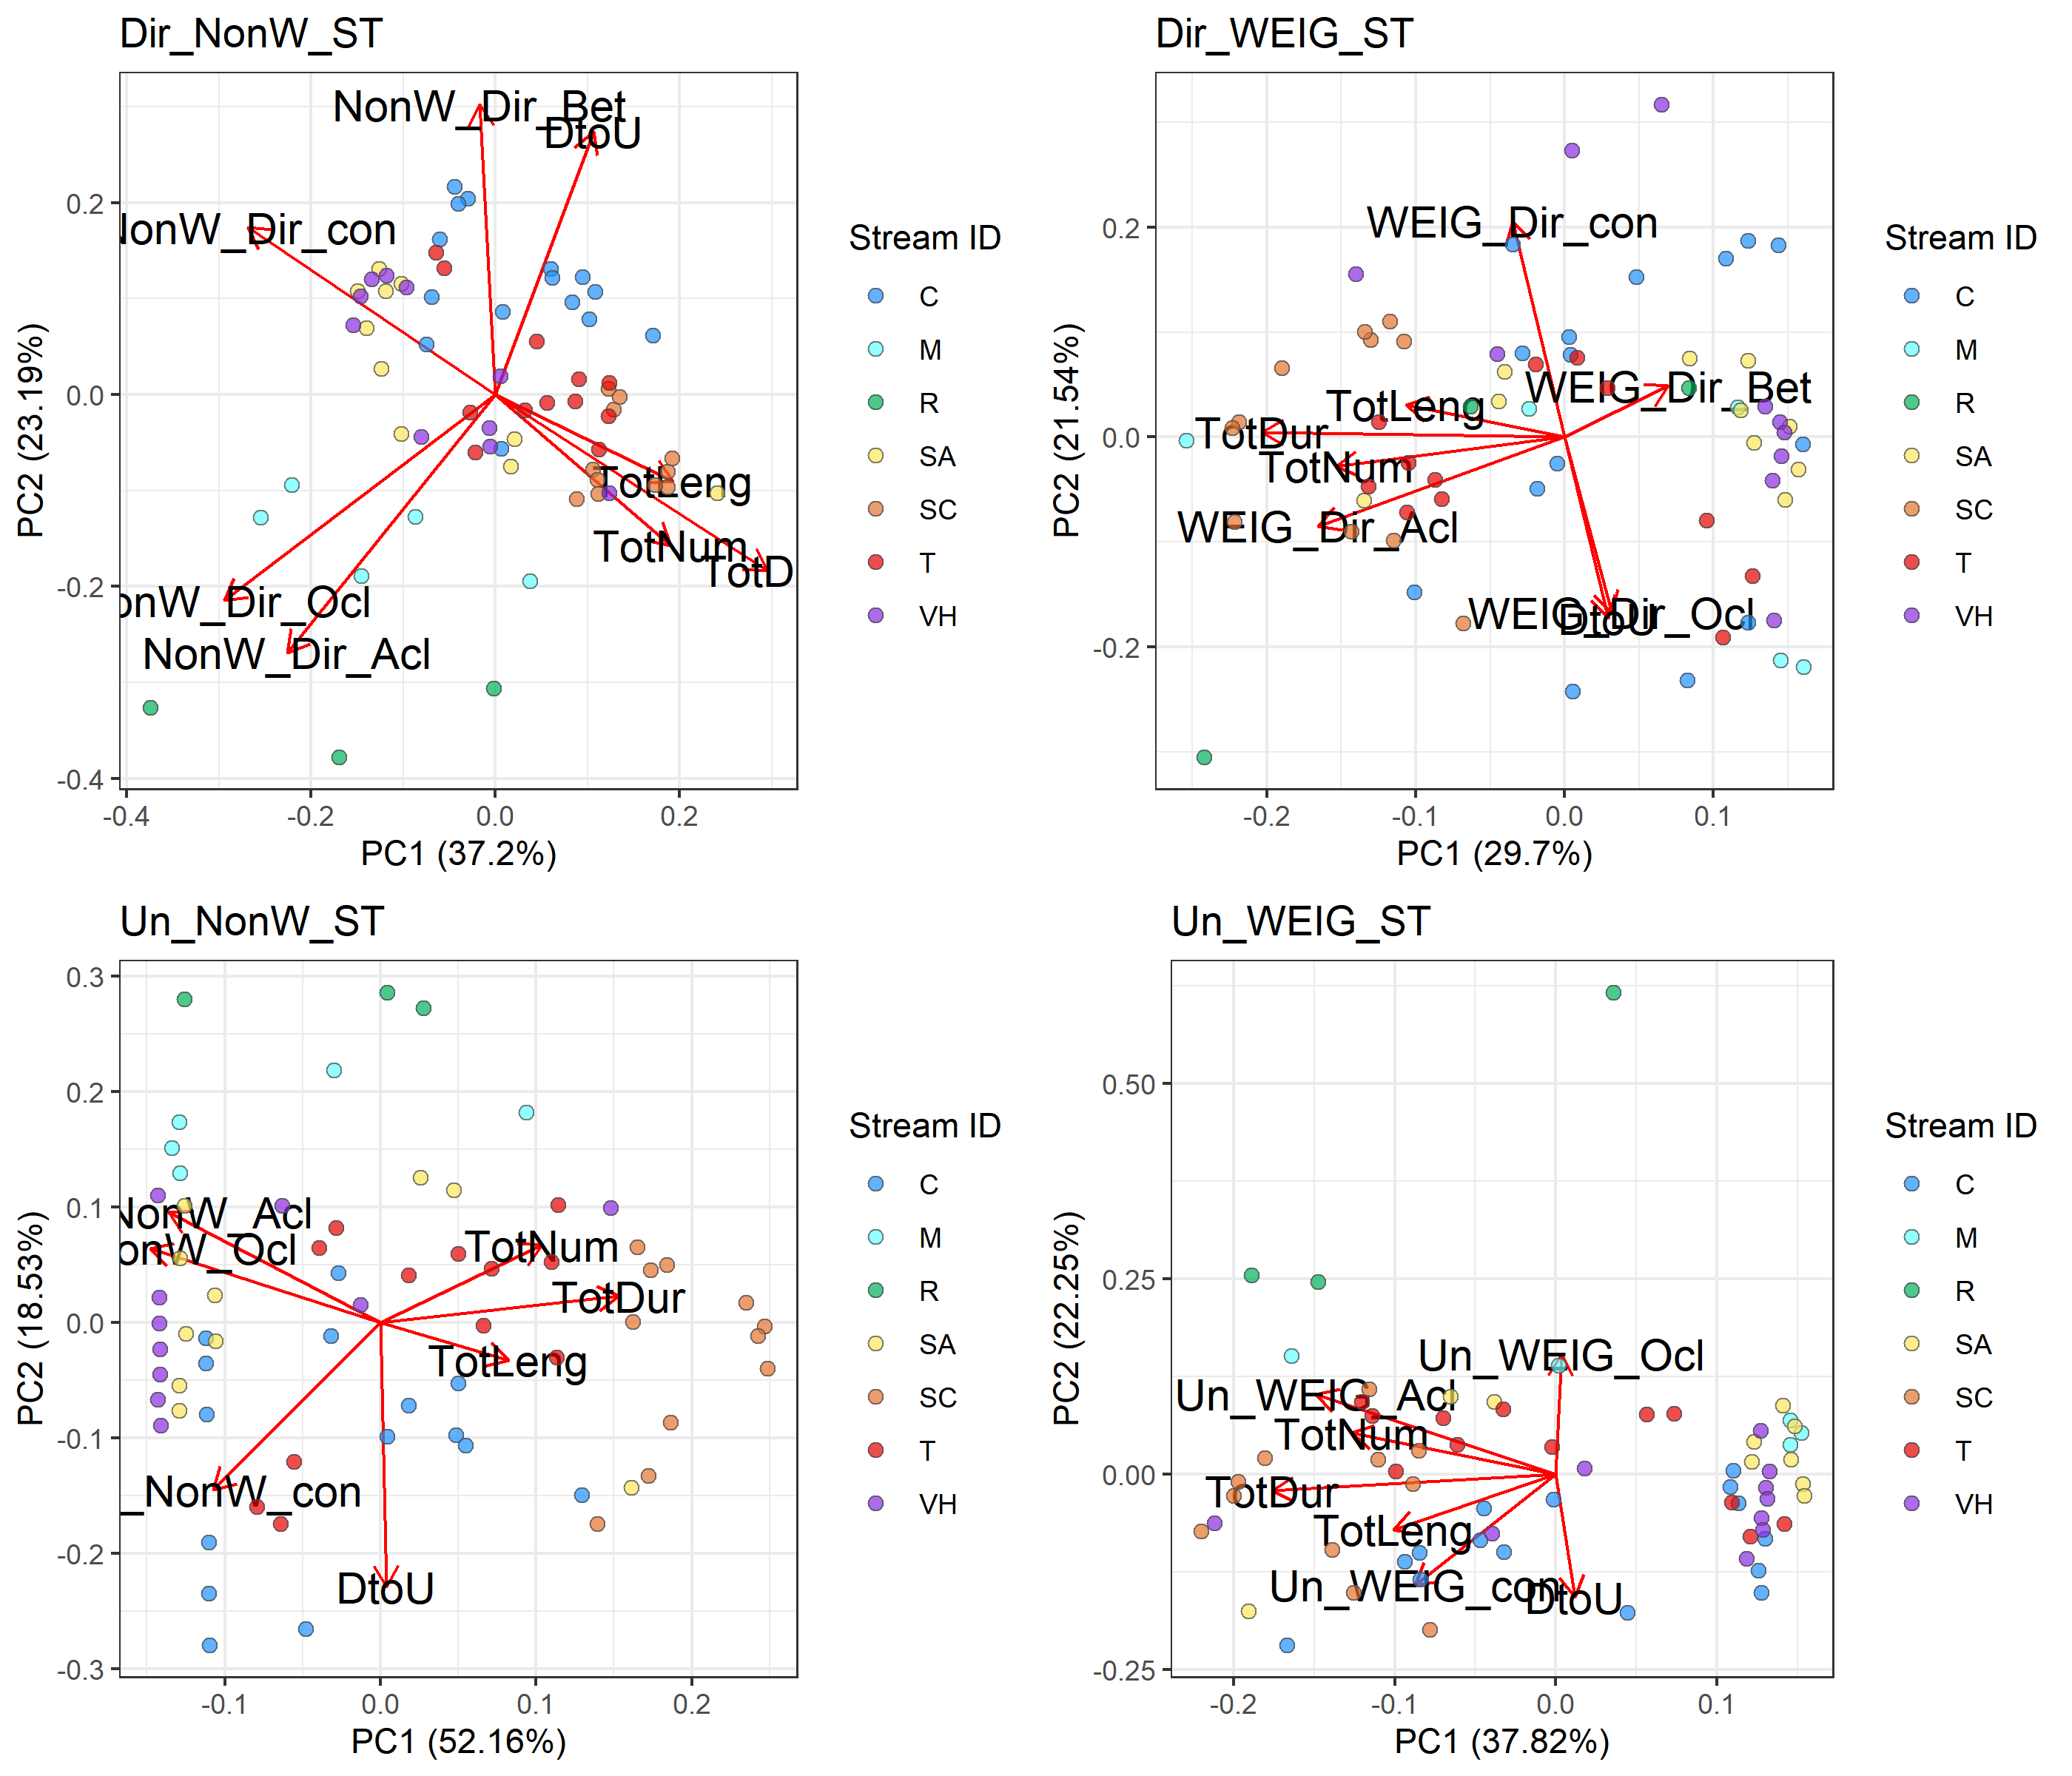 Dir_NonW_ST
NonW_Dir_Bet
DtoU
NonW_Dir_con
TotLeng
TotNum
TotD
onW_Dir_Ocl
NonW_Dir_Acl
0.2
0.0
-0.2
-0.4
-0.4
-0.2
0.0
0.2
PC1 (37.2%)
PC2 (23.19%)
Stream ID
C
M
R
SA
SC
T
VH
Dir_WEIG_ST
WEIG_Dir_con
WEIG_Dir_Bet
TotLeng
TotDur
TotNum
WEIG_Dir_Acl
WEIG_Dir_Ocl
DtoU
0.2
0.0
-0.2
-0.2
-0.1
0.0
0.1
PC1 (29.7%)
PC2 (21.54%)
Stream ID
C
M
R
SA
SC
T
VH
Un_NonW_ST
NonW_Acl
onW_Ocl
TotNum
TotDur
TotLeng
_NonW_con
DtoU
0.3
0.2
0.1
0.0
-0.1
-0.2
-0.3
-0.1
0.0
0.1
0.2
PC1 (52.16%)
PC2 (18.53%)
Stream ID
C
M
R
SA
SC
T
VH
Un_WEIG_ST
Un_WEIG_Ocl
Un_WEIG_Acl
TotNum
TotDur
TotLeng
Un_WEIG_con
DtoU
0.50
0.25
0.00
-0.25
-0.2
-0.1
0.0
0.1
PC1 (37.82%)
PC2 (22.25%)
Stream ID
C
M
R
SA
SC
T
VH